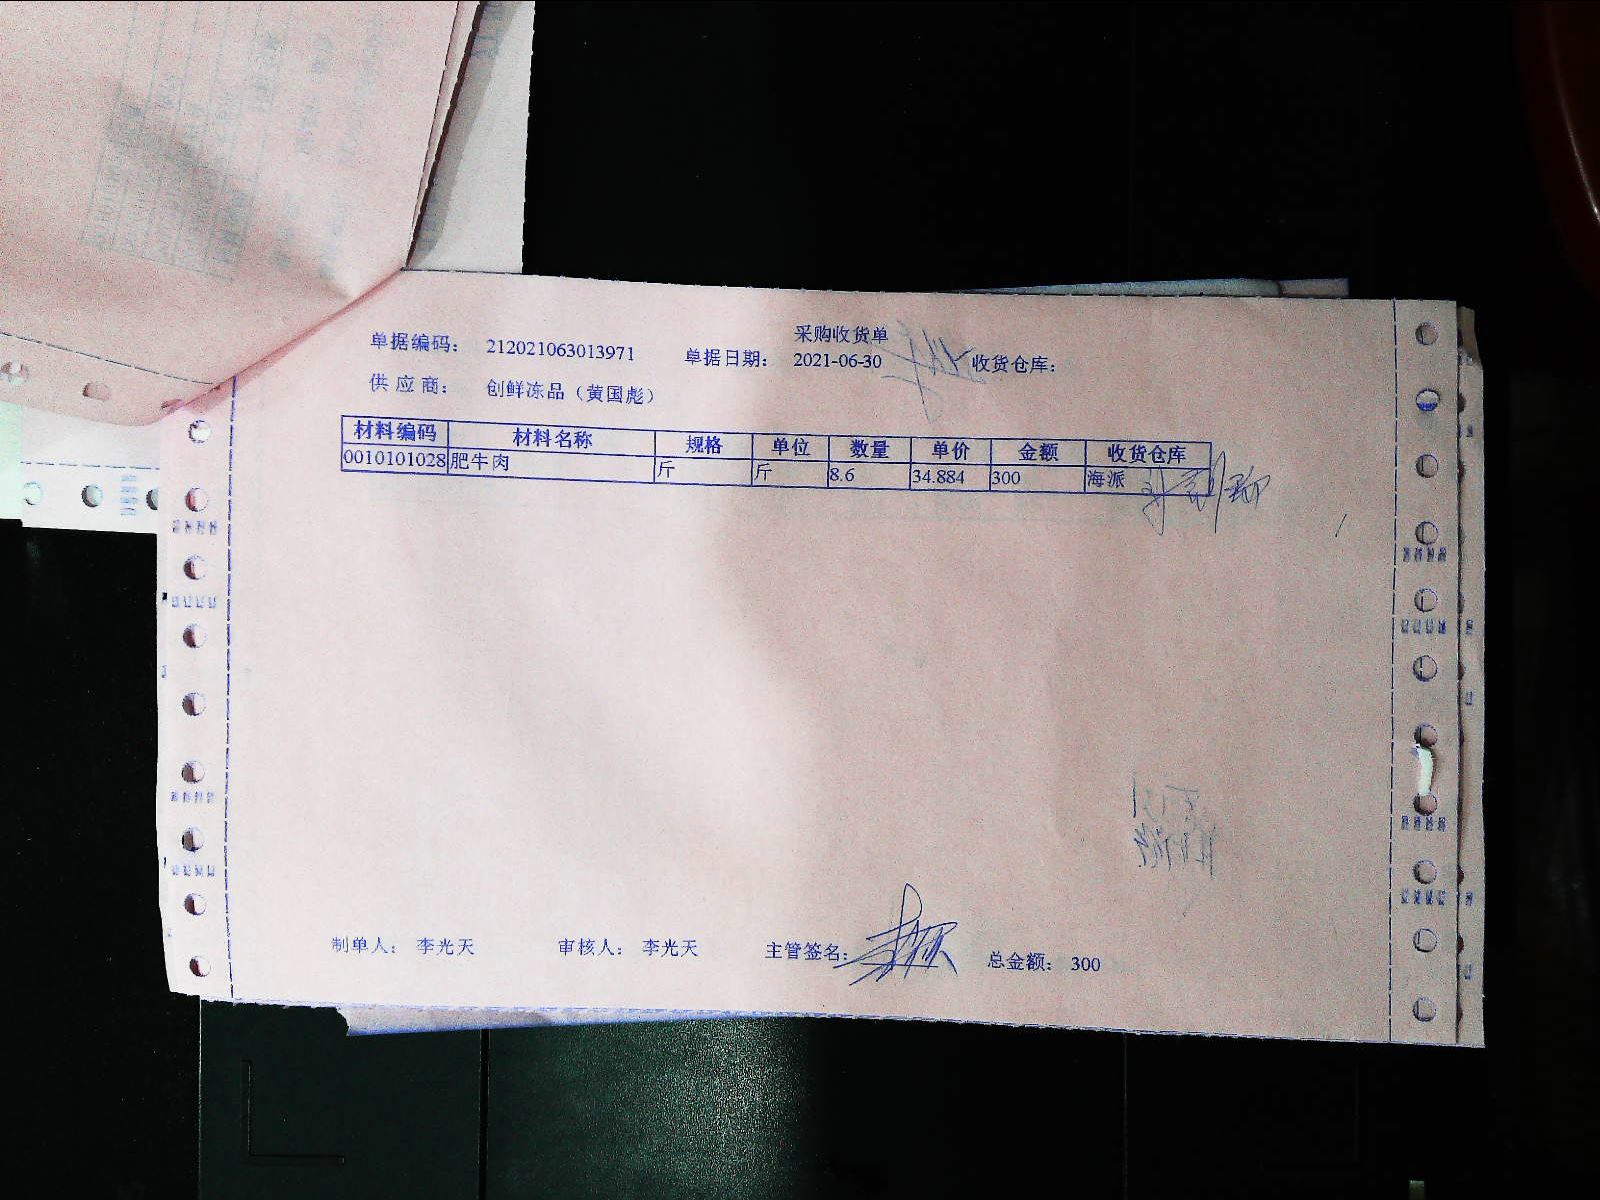 采购收货单
单据编码： 212021063013971 单据日期： 2021-06-30 收货仓库：
供应商： 创鲜冻品（黄国彪）
材料编码 材料名称 规格 单位 数量 单价 金额 收货仓库
0010101028 肥牛肉 斤 斤 8.6 34.884 300 海派
制单人： 李光天 审核人： 李光天 主管签名： 总金额： 300